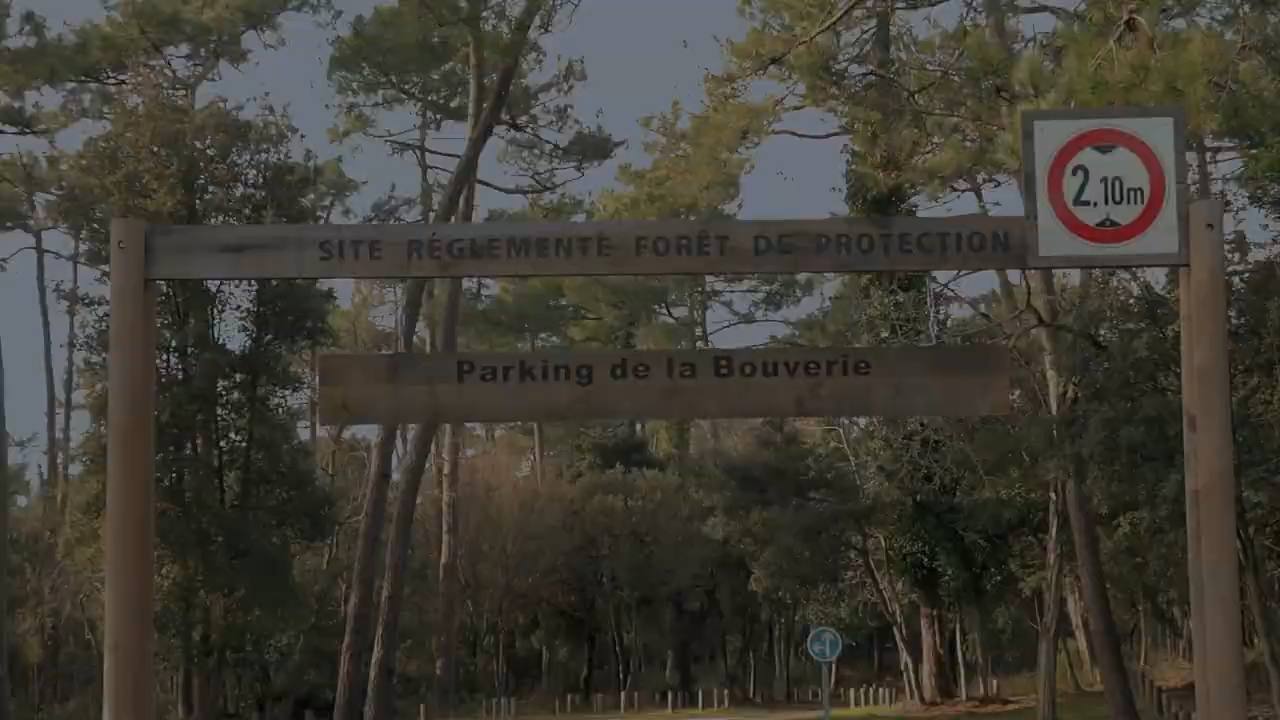 2,10m
SITE RÉGLEMENTÉ FORÊT DE PROTECTION
Parking de la Bouverie